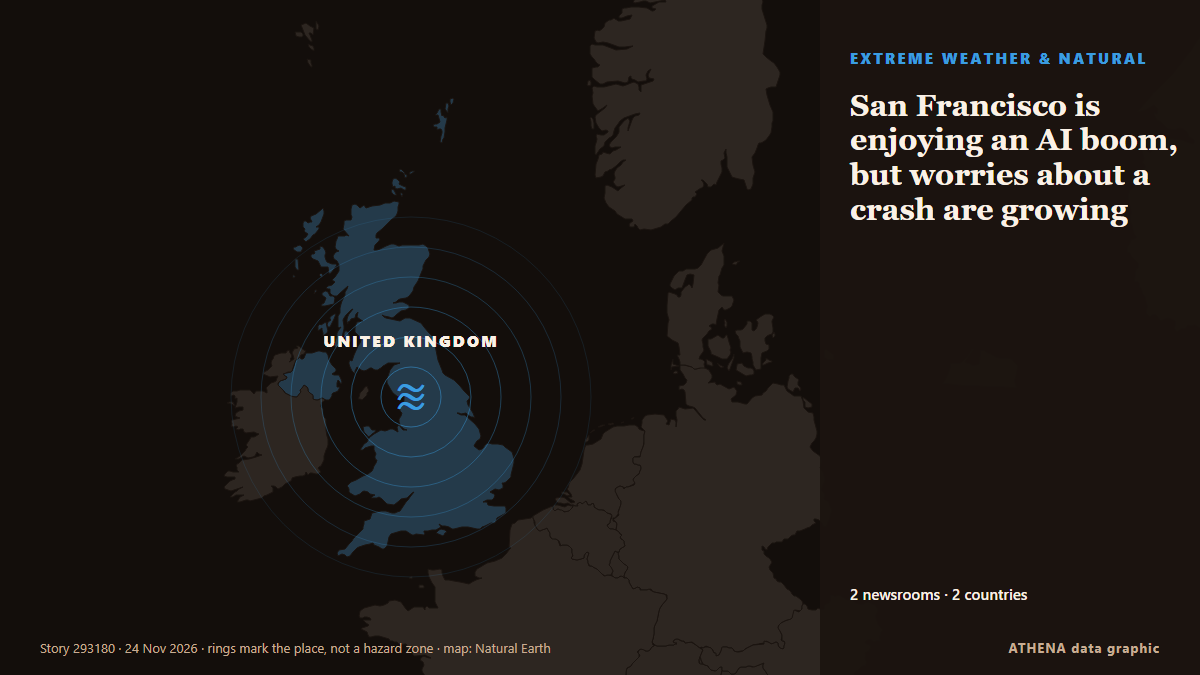 EXTREME WEATHER & NATURAL
San Francisco is
enjoying an AI boom,
but worries about a
crash are growing
UNITED KINGDOM
2 newsrooms · 2 countries
Story 293180 · 24 Nov 2026 · rings mark the place, not a hazard zone · map: Natural Earth
ATHENA data graphic